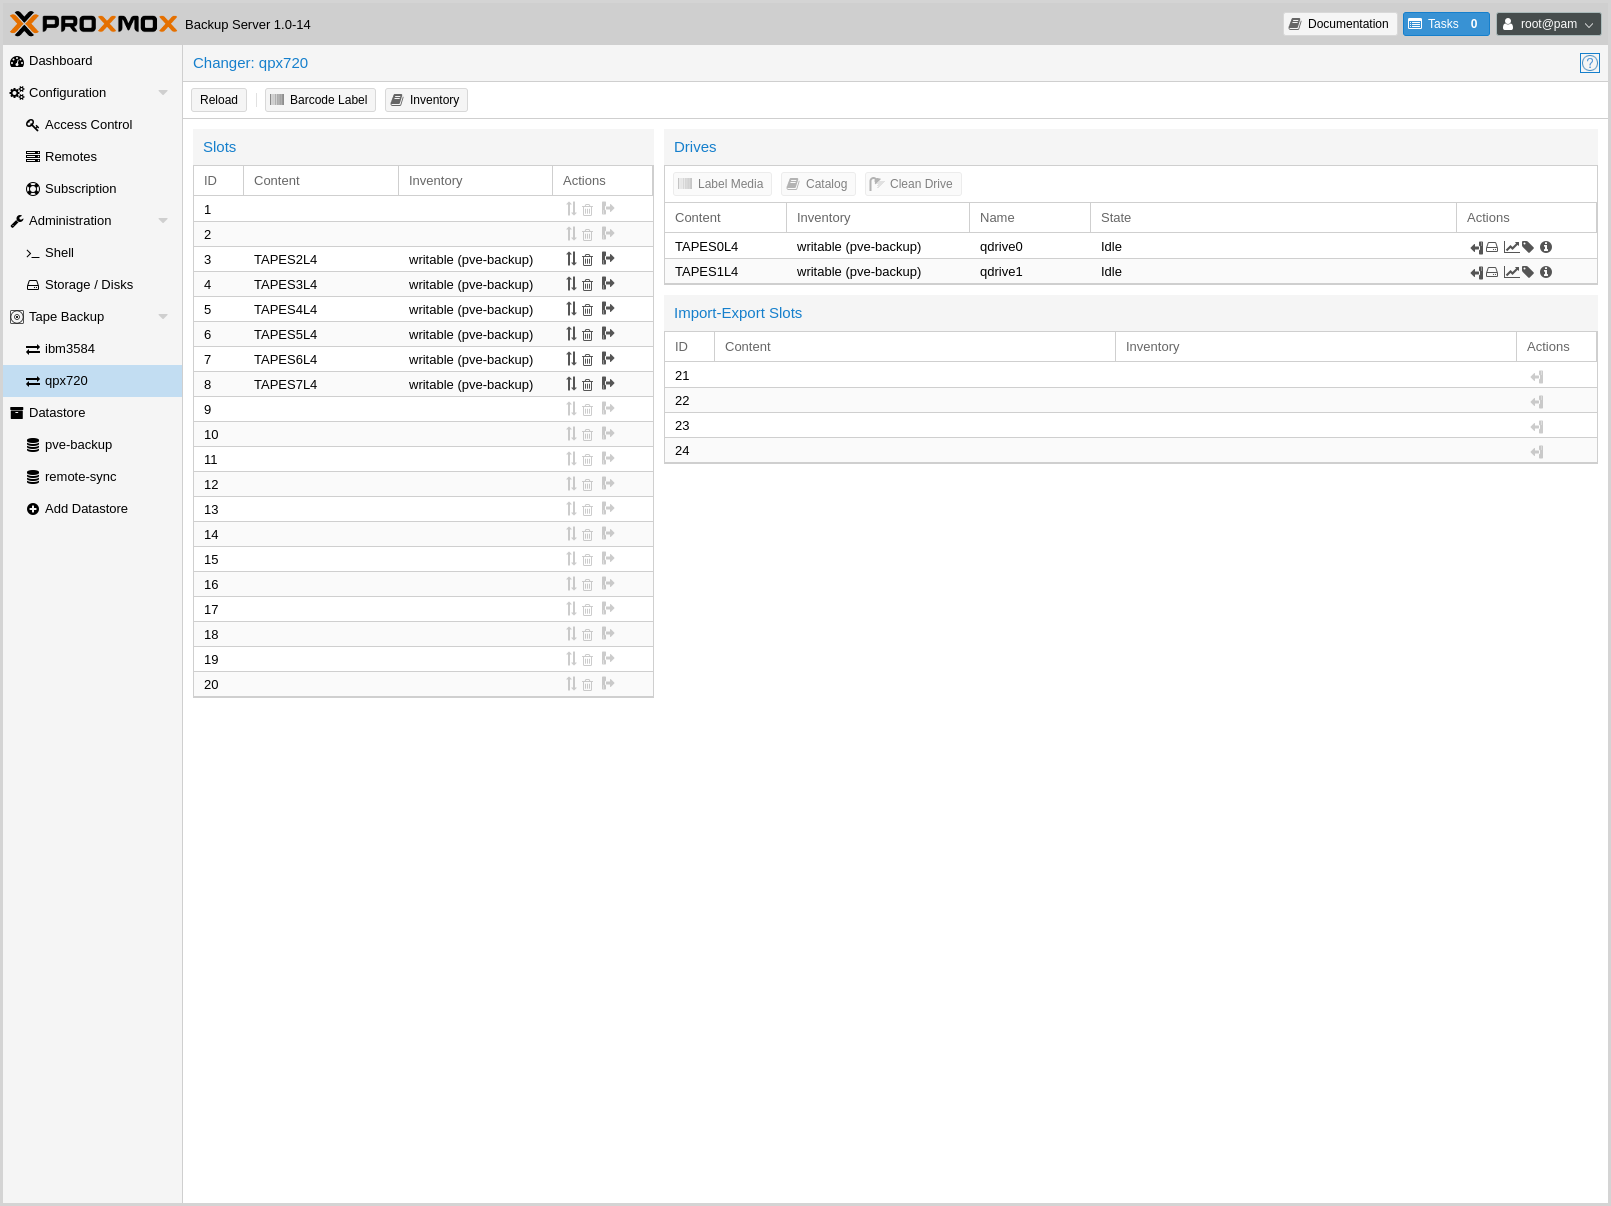 PROXMOX Backup Server 1.0-14 Documentation Tasks 0 root@pam
Dashboard
Configuration
Access Control
Remotes
Subscription
Administration
Shell
Storage / Disks
Tape Backup
ibm3584
qpx720
Datastore
pve-backup
remote-sync
Add Datastore
Changer: qpx720
Reload Barcode Label Inventory
Slots
ID Content Inventory Actions
1
2
3 TAPES2L4 writable (pve-backup)
4 TAPES3L4 writable (pve-backup)
5 TAPES4L4 writable (pve-backup)
6 TAPES5L4 writable (pve-backup)
7 TAPES6L4 writable (pve-backup)
8 TAPES7L4 writable (pve-backup)
9
10
11
12
13
14
15
16
17
18
19
20
Drives
Label Media Catalog Clean Drive
Content Inventory Name State Actions
TAPES0L4 writable (pve-backup) qdrive0 Idle
TAPES1L4 writable (pve-backup) qdrive1 Idle
Import-Export Slots
ID Content Inventory Actions
21
22
23
24